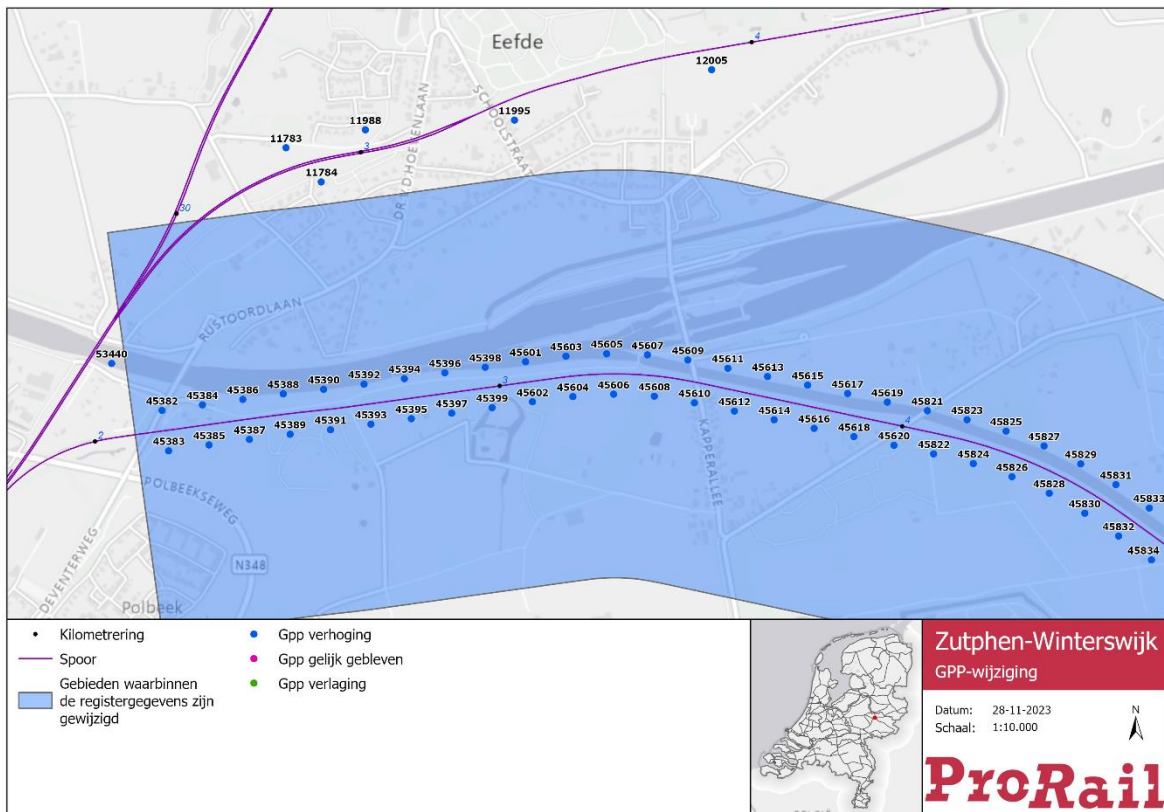 Eefde
4
12005
11995
11988
11783
3
11784
DR. VD HOEVENLAAN
SCHOOLSTRAAT
30
RUSTOORDLAAN
53440
45382
45384
45386
45388
45390
45392
45394
45396
45398
45601
45603
45605
45607
45609
45611
45613
45615
45617
45619
45821
45823
45825
45827
45829
45831
45833
2
3
4
45383
45385
45387
45389
45391
45393
45395
45397
45399
45602
45604
45606
45608
45610
45612
45614
45616
45618
45620
45822
45824
45826
45828
45830
45832
45834
KAPPERALLEE
POLBEEKSEWEG
DEVENTERWEG
N348
Polbeek
Kilometrering
Spoor
Gebieden waarbinnen
de registergegevens zijn
gewijzigd
Gpp verhoging
Gpp gelijk gebleven
Gpp verlaging
Zutphen-Winterswijk
GPP-wijziging
Datum: 28-11-2023
Schaal: 1:10.000
N
ProRail